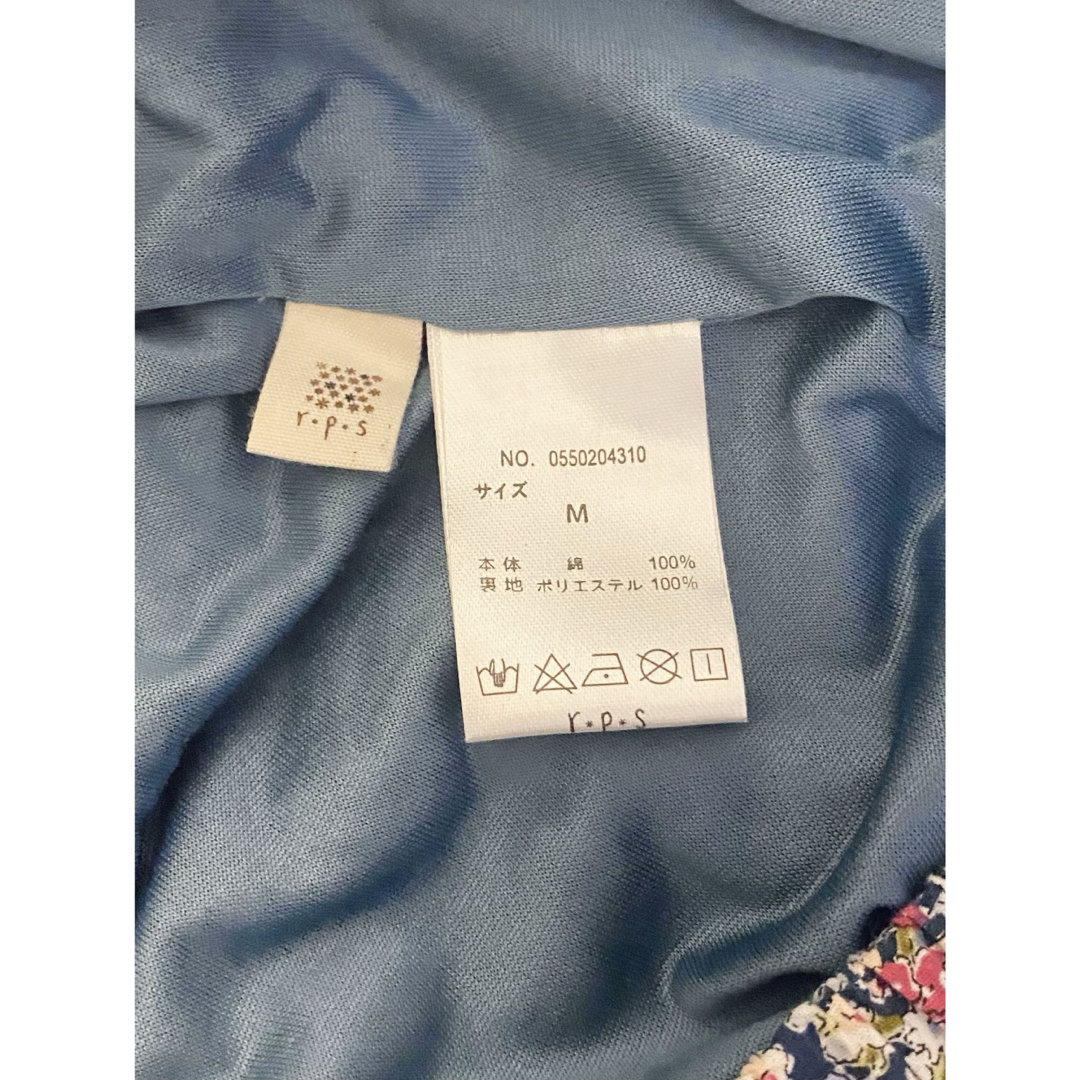 r・p・s
NO. 0550204310
サイズ
M
本体 綿 100%
裏地 ポリエステル 100%
r*p*s